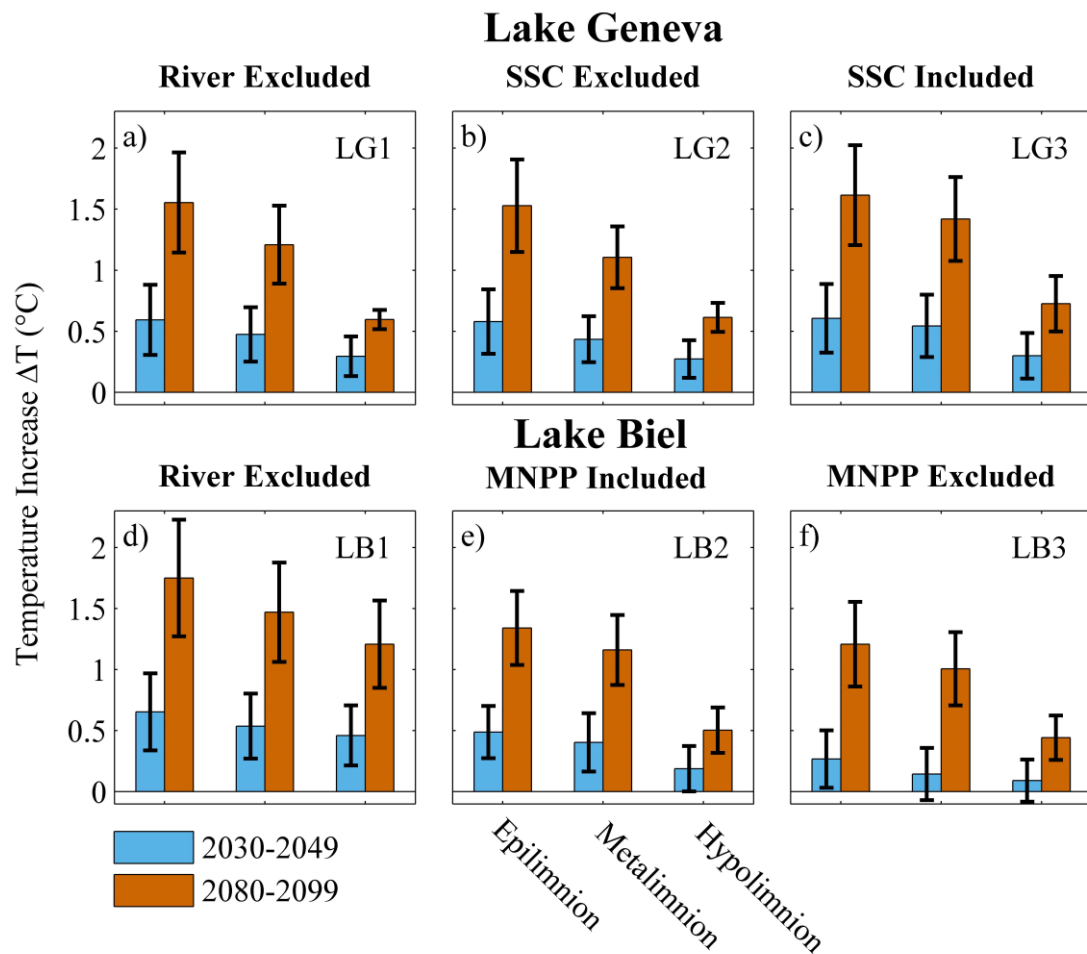 Lake Geneva
River Excluded
SSC Excluded
SSC Included
a)
LG1
b)
LG2
c)
LG3
2
1.5
1
0.5
0
Temperature Increase ΔT (°C)
Lake Biel
River Excluded
MNPP Included
MNPP Excluded
d)
LB1
e)
LB2
f)
LB3
2
1.5
1
0.5
0
2030-2049
2080-2099
Epilimnion
Metalimnion
Hypolimnion